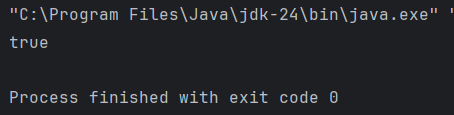 "C:\Program Files\Java\jdk-24\bin\java.exe" "
true
Process finished with exit code 0